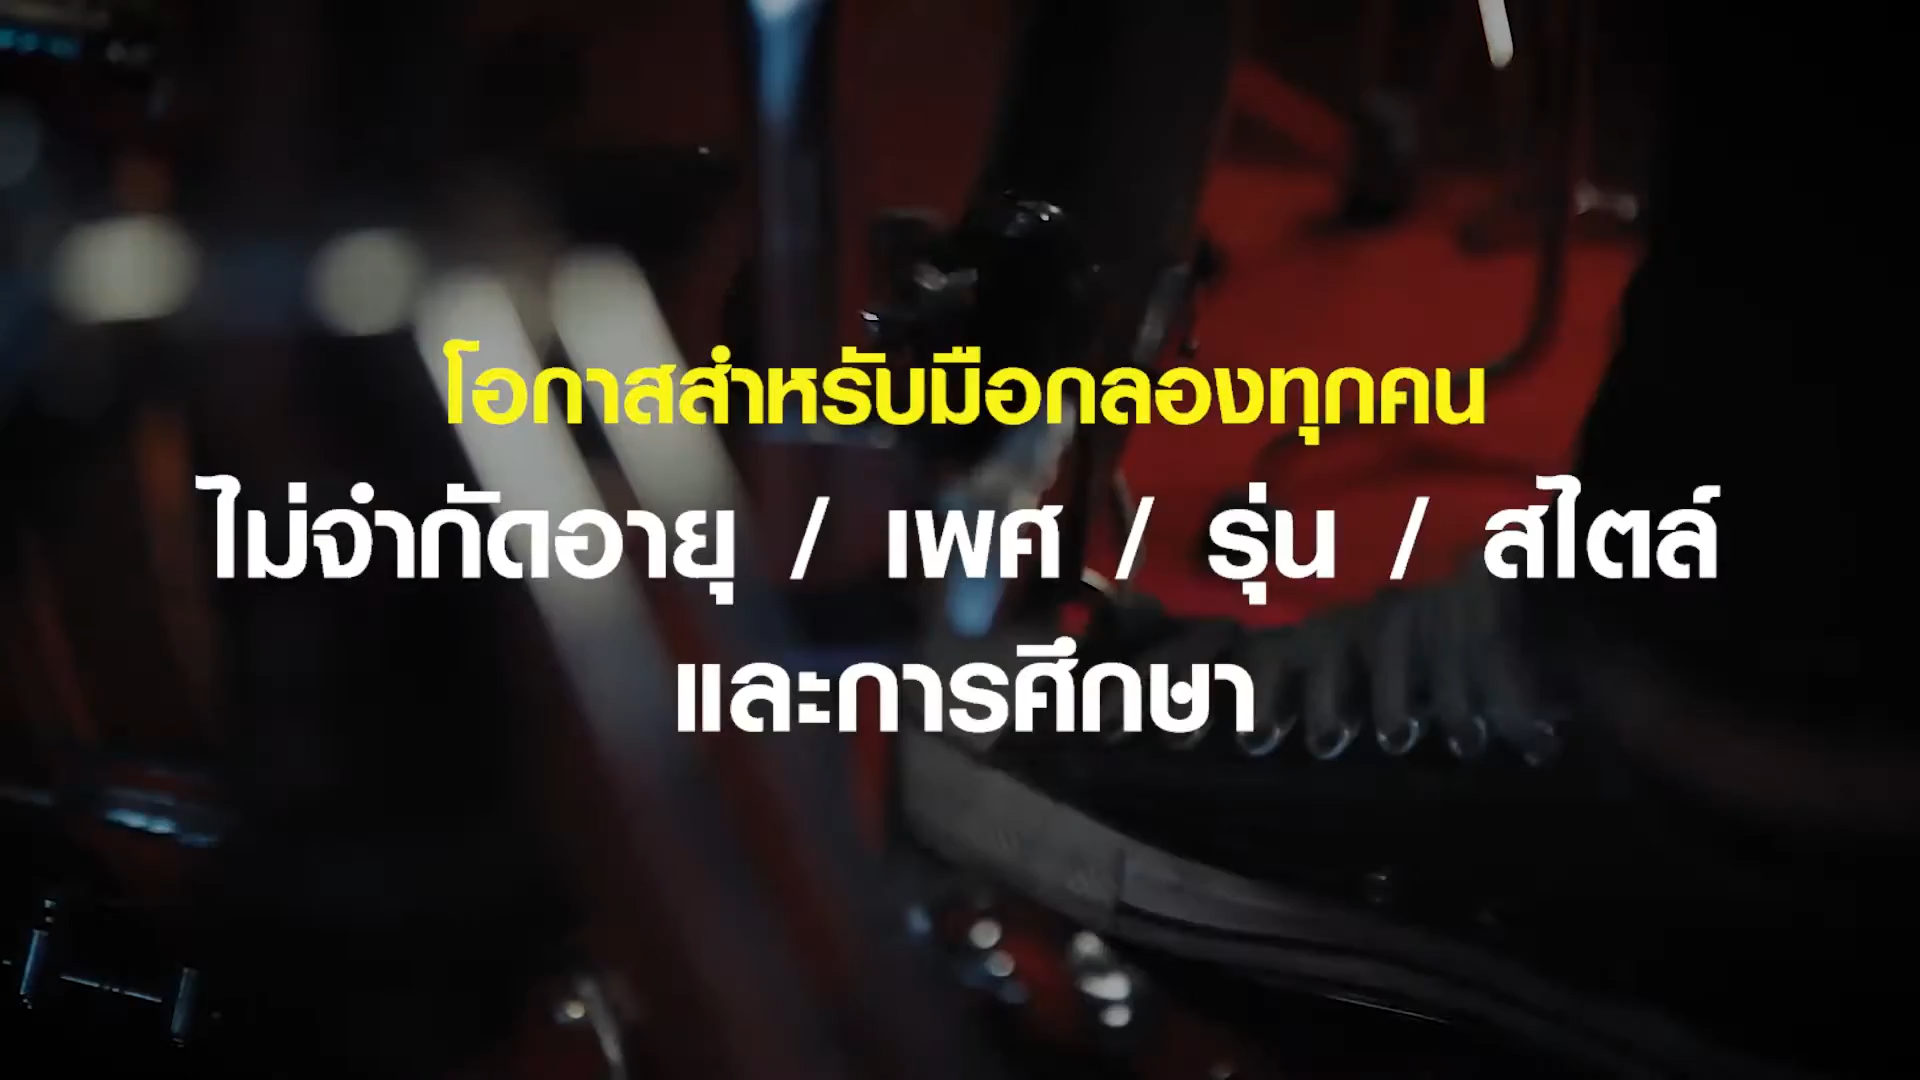 โอกาสสำหรับมือกลองทุกคน
ไม่จำกัดอายุ / เพศ / รุ่น / สไตล์
และการศึกษา